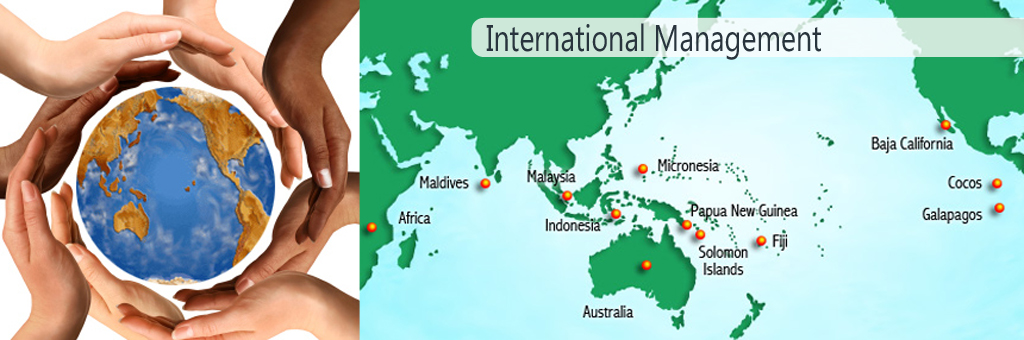 International Management
Baja California
Micronesia
Malaysia
Maldives
Cocos
Africa
Papua New Guinea
Galapagos
Indonesia
Fiji
Solomon
Islands
Australia